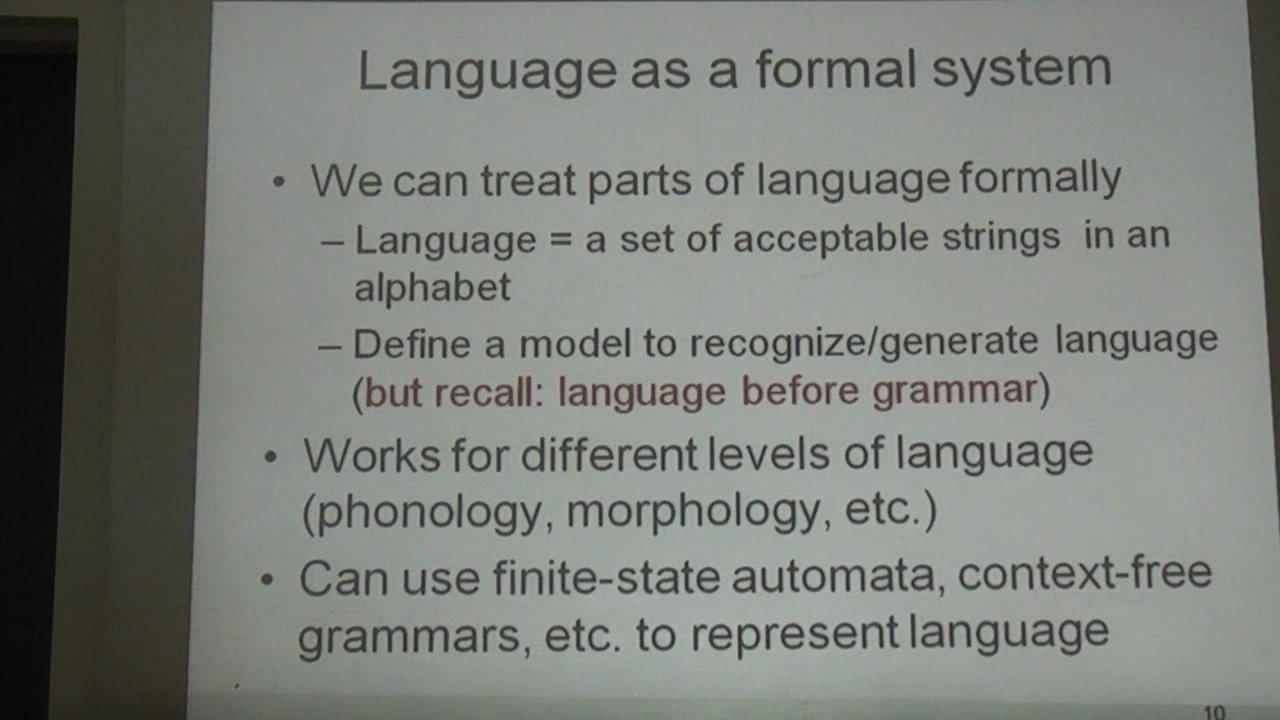 Language as a formal system
• We can treat parts of language formally
– Language = a set of acceptable strings in an
alphabet
– Define a model to recognize/generate language
(but recall: language before grammar)
• Works for different levels of language
(phonology, morphology, etc.)
• Can use finite-state automata, context-free
grammars, etc. to represent language
10